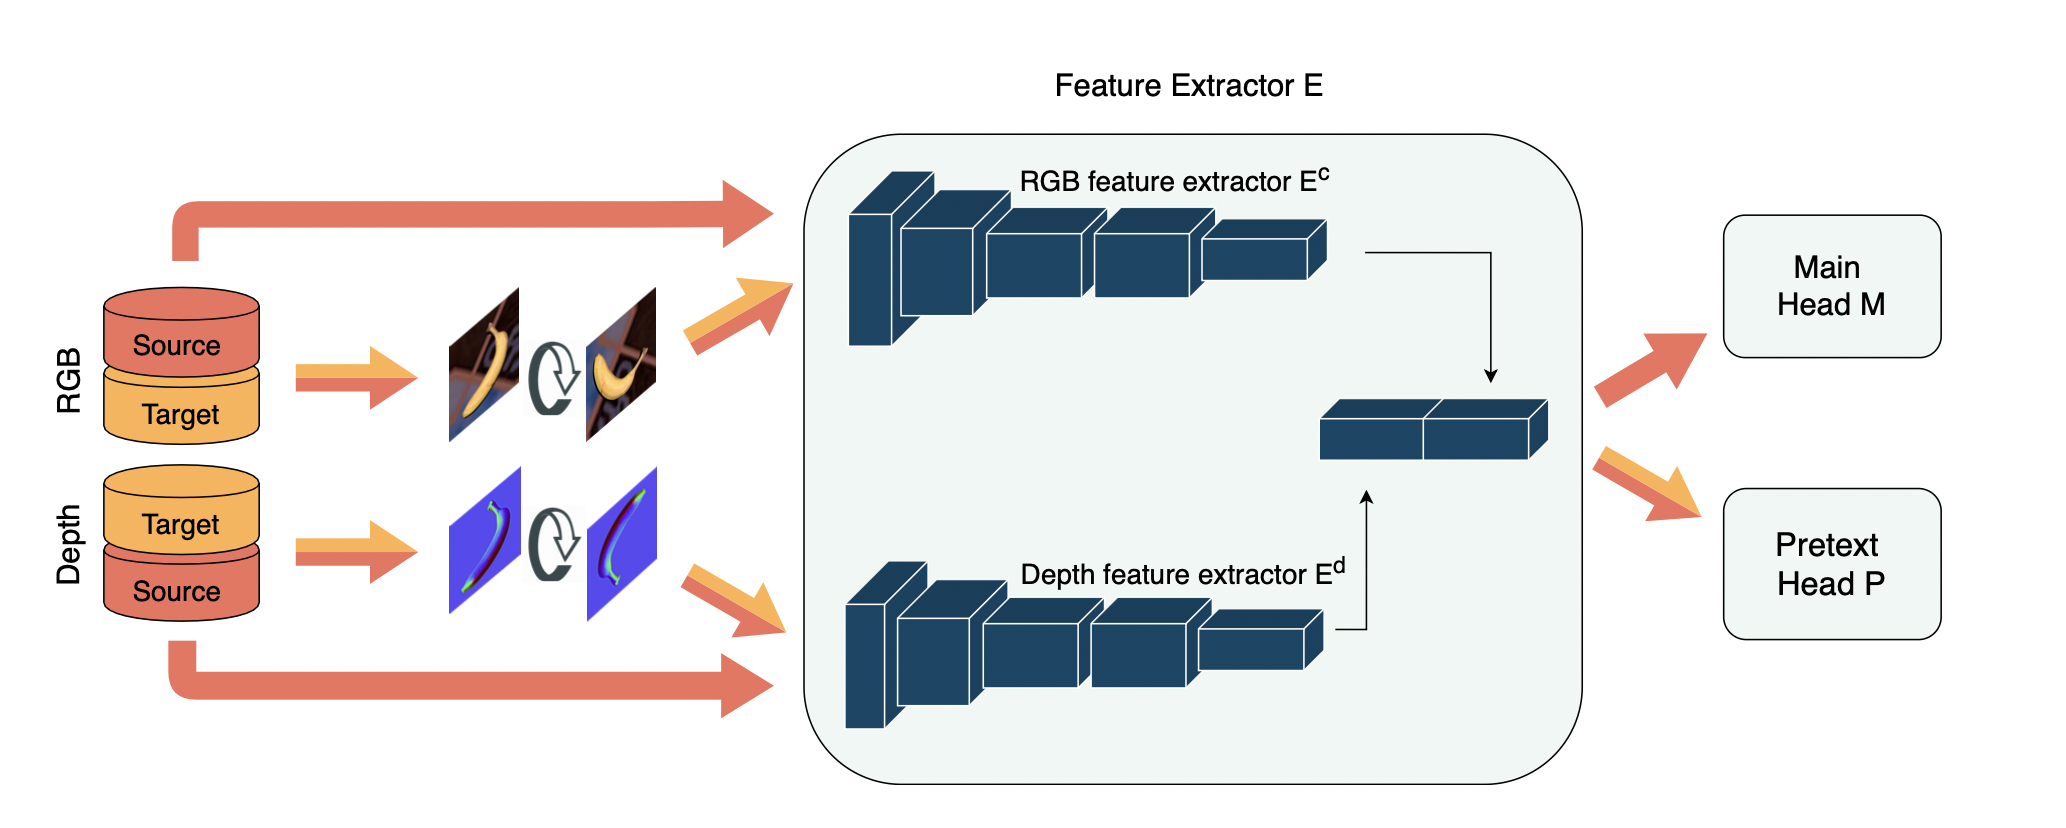 Feature Extractor E
RGB feature extractor E^c
RGB
Source
Target
Depth
Target
Source
Depth feature extractor E^d
Main
Head M
Pretext
Head P